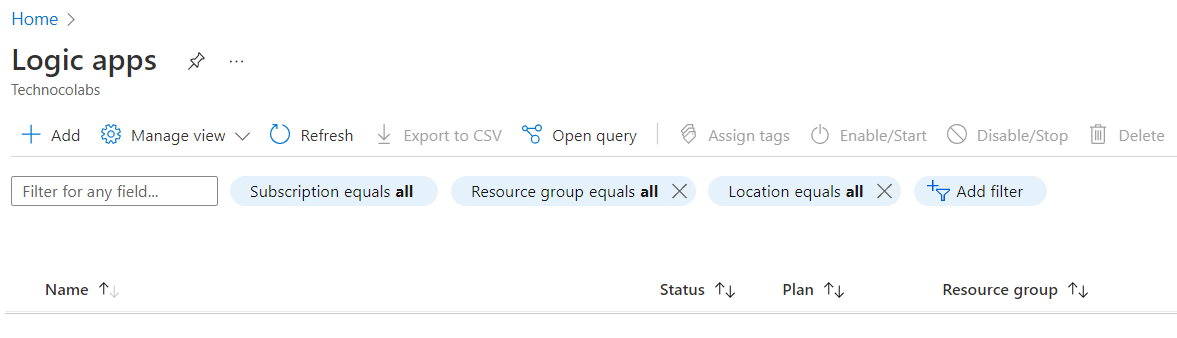 Home
Logic apps
Technocolabs
Add Manage view Refresh Export to CSV Open query Assign tags Enable/Start Disable/Stop Delete
Filter for any field... Subscription equals all Resource group equals all Location equals all Add filter
Name Status Plan Resource group